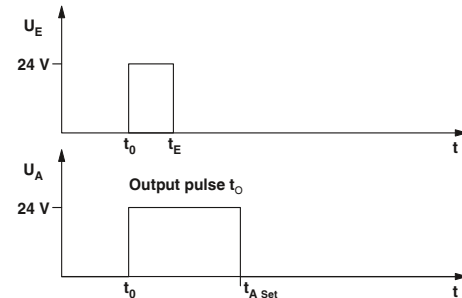 U_E
24 V
t_0 t_E t
U_A
Output pulse t_O
24 V
t_0 t_A Set t